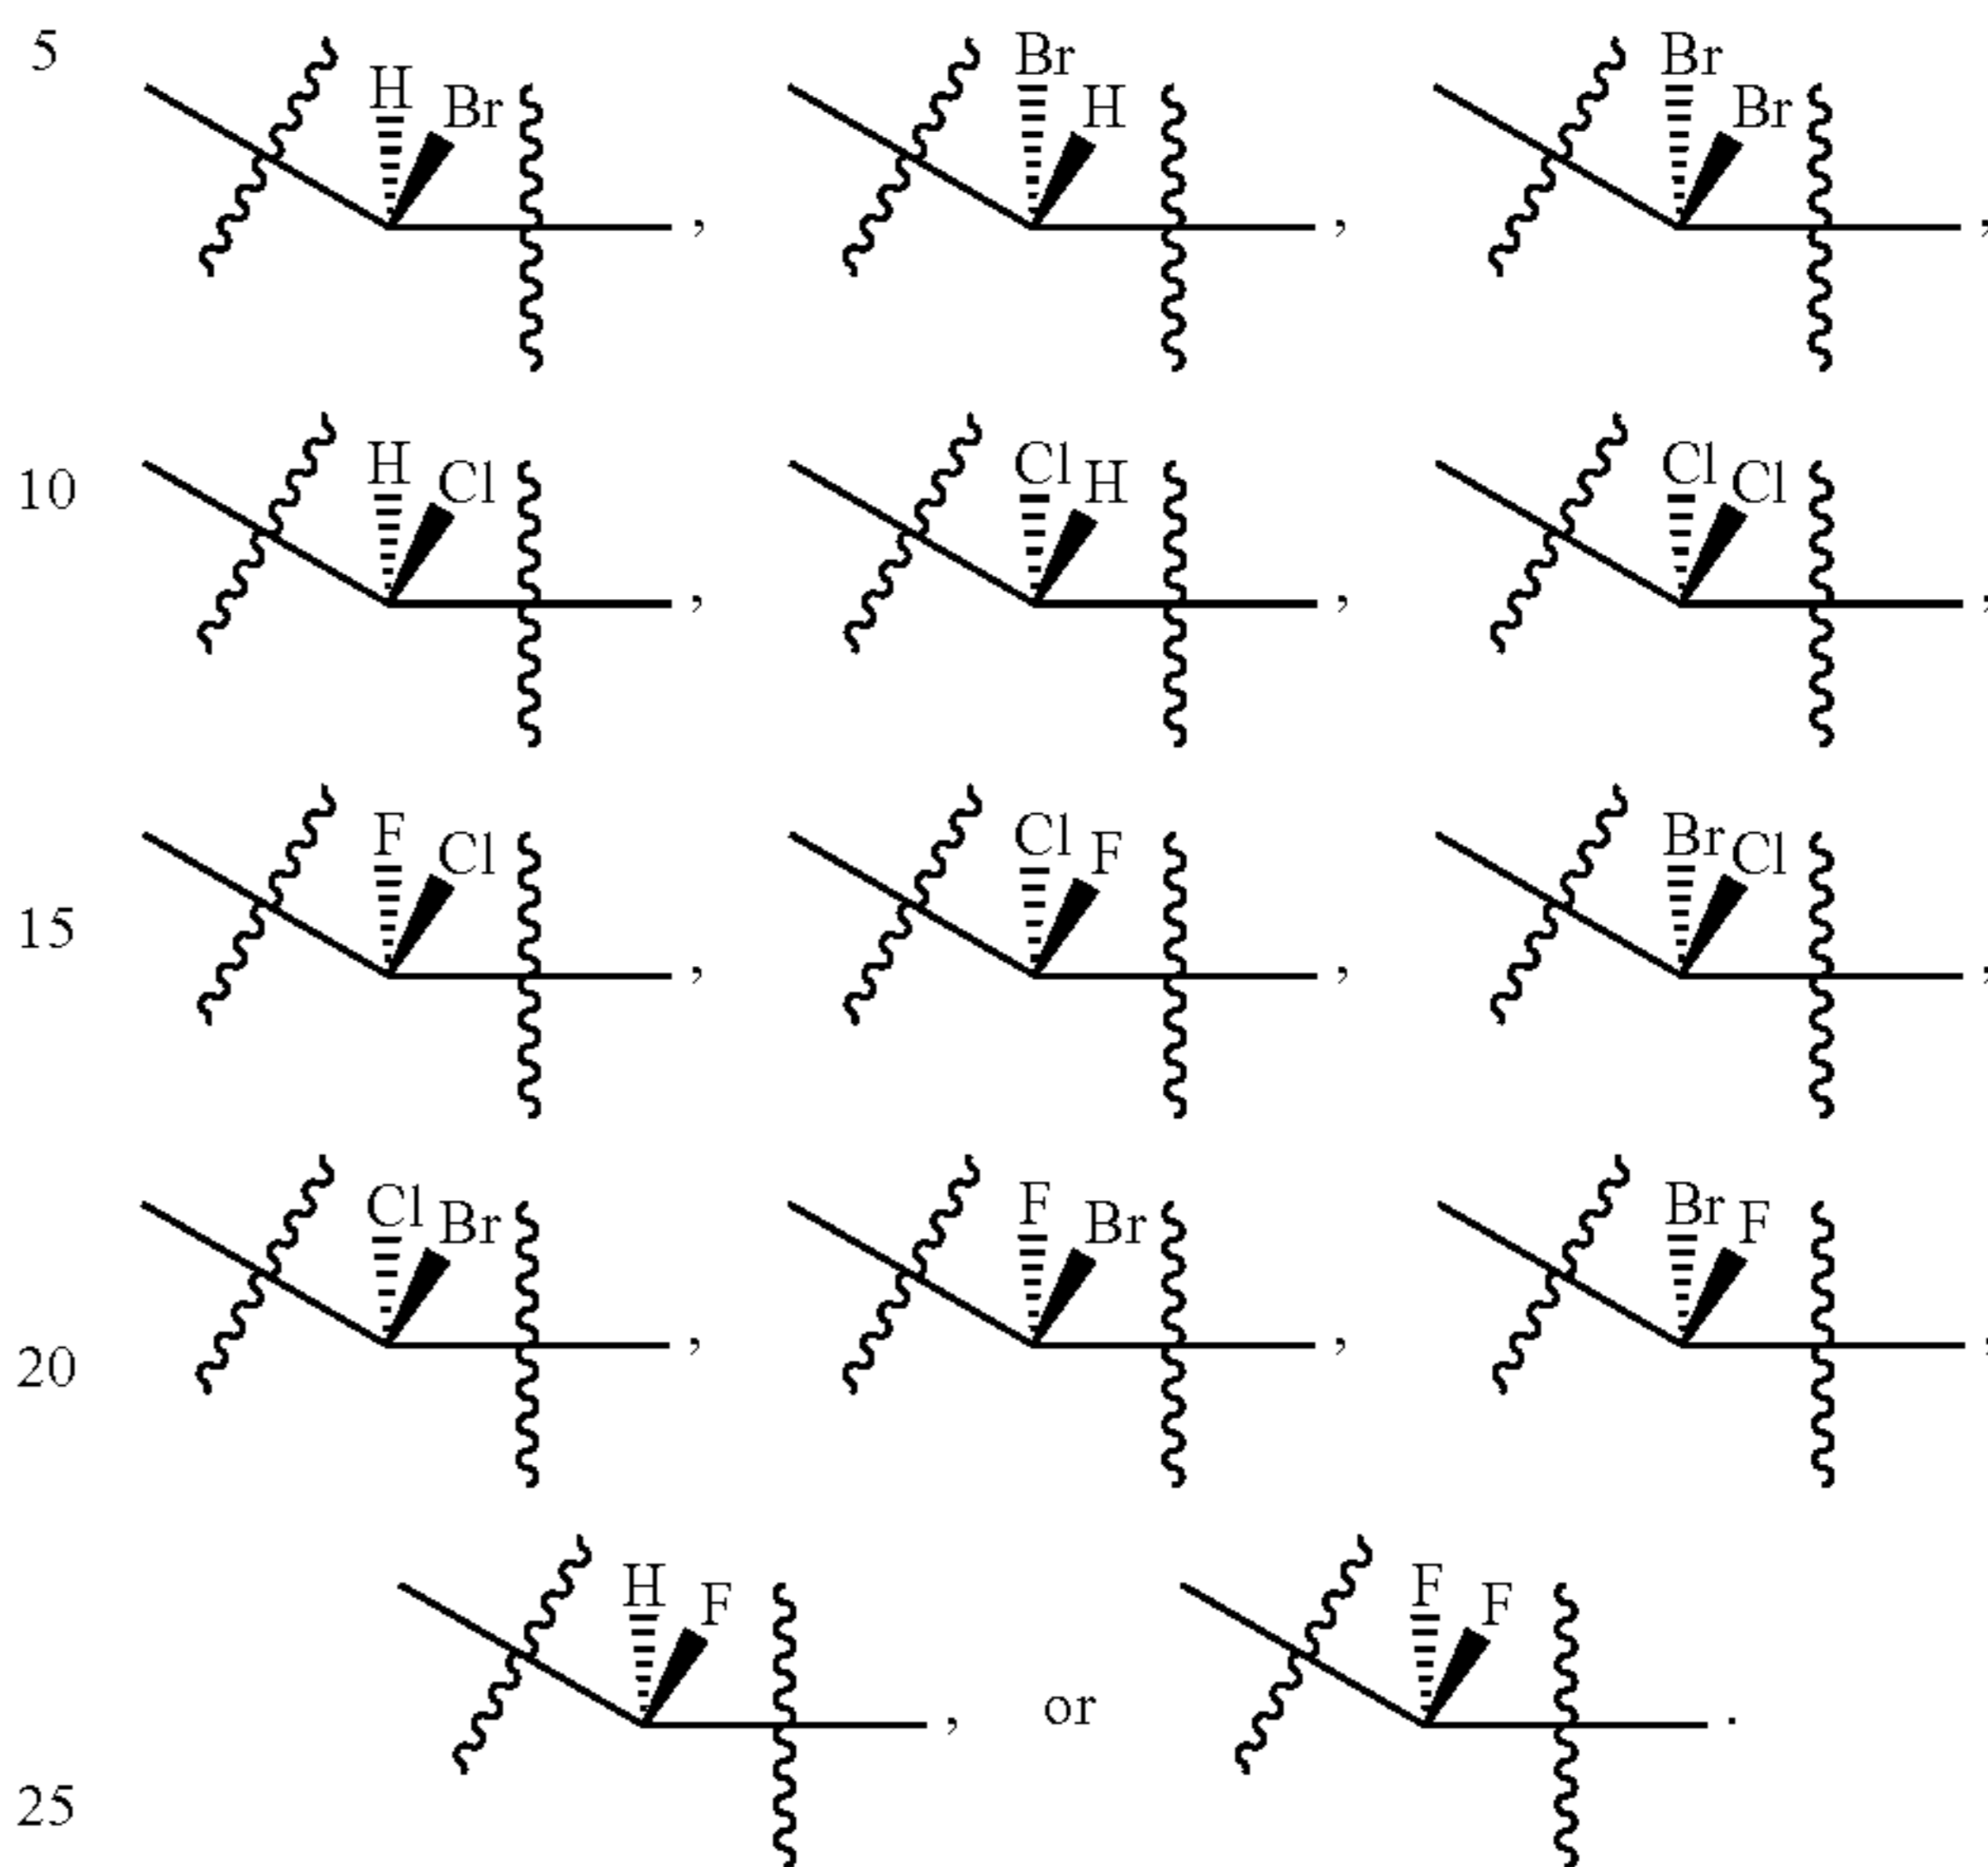 5
H Br , Br H , Br Br ,
10
H Cl , Cl H , Cl Cl ,
15
F Cl , Cl F , Br Cl ,
20
Cl Br , F Br , Br F ,
H F , or F F .
25